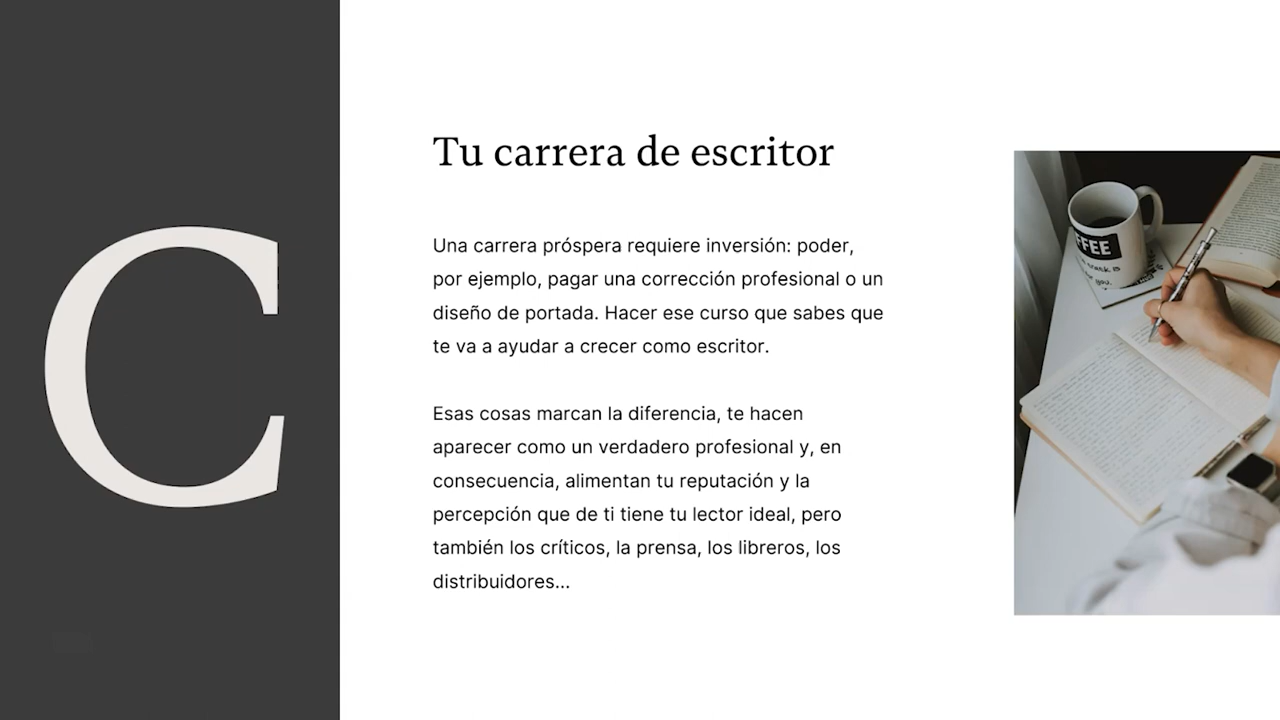 C
Tu carrera de escritor
Una carrera próspera requiere inversión: poder,
por ejemplo, pagar una corrección profesional o un
diseño de portada. Hacer ese curso que sabes que
te va a ayudar a crecer como escritor.
Esas cosas marcan la diferencia, te hacen
aparecer como un verdadero profesional y, en
consecuencia, alimentan tu reputación y la
percepción que de ti tiene tu lector ideal, pero
también los críticos, la prensa, los libreros, los
distribuidores...
FFEE